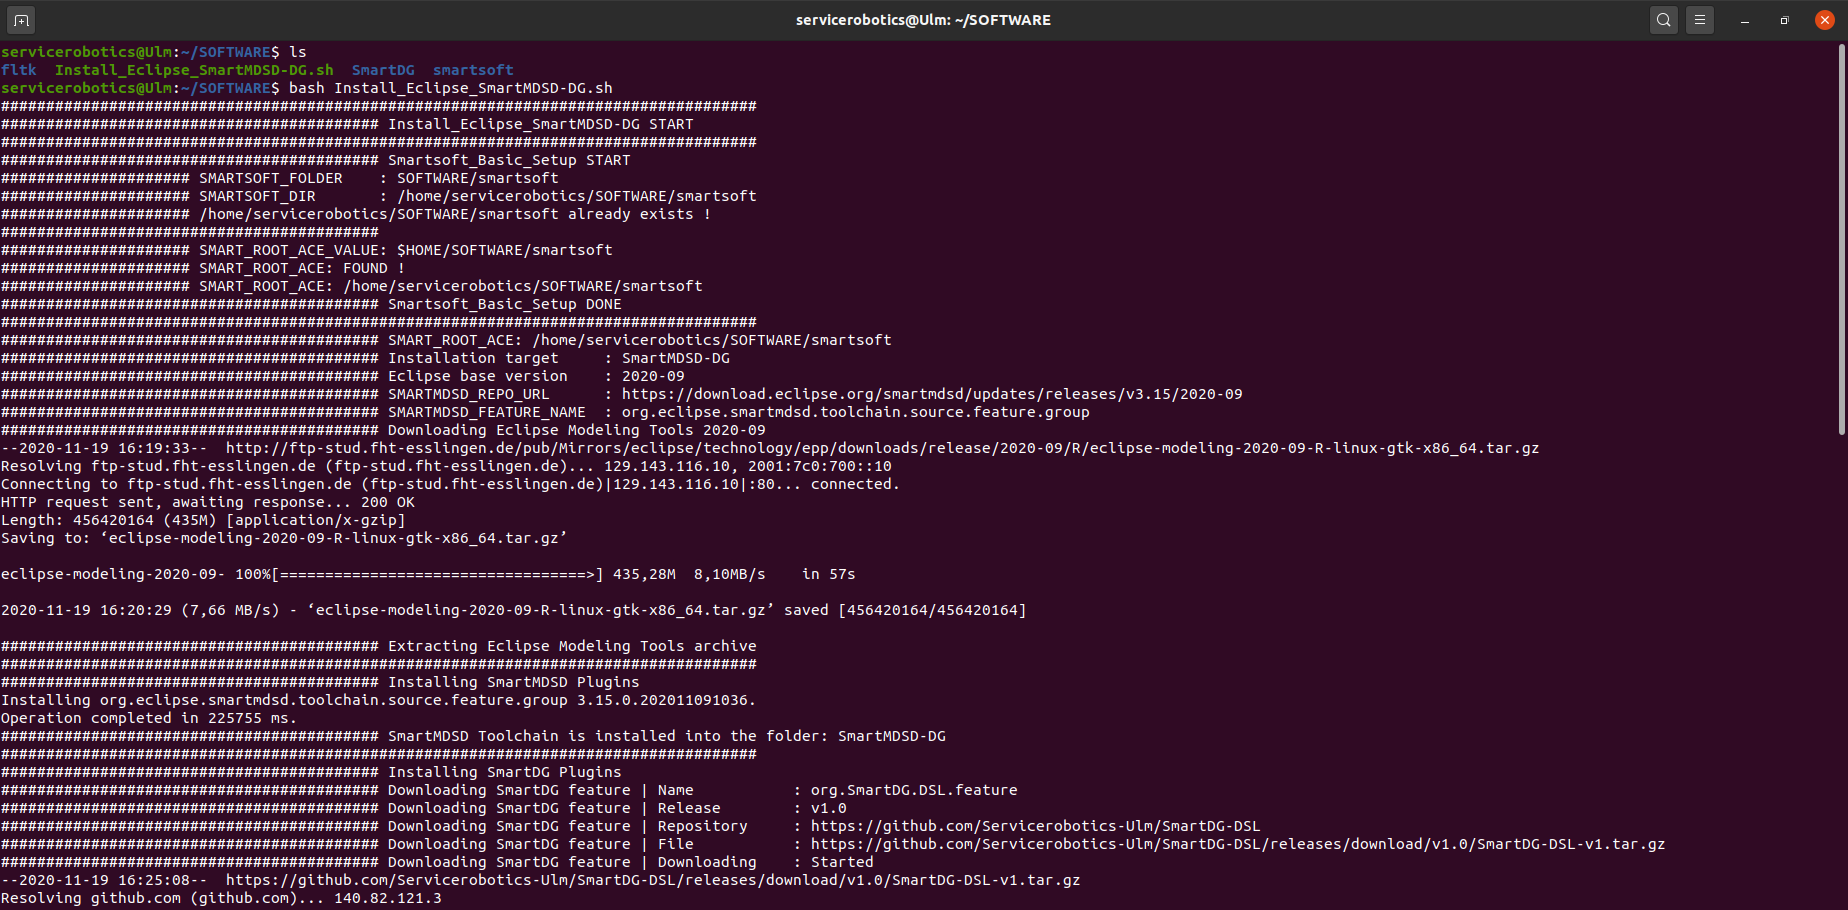 servicerobotics@Ulm: ~/SOFTWARE
servicerobotics@Ulm:~/SOFTWARE$ ls
fltk  Install_Eclipse_SmartMDSD-DG.sh  SmartDG  smartsoft
servicerobotics@Ulm:~/SOFTWARE$ bash Install_Eclipse_SmartMDSD-DG.sh
####################################################################################
########################################## Install_Eclipse_SmartMDSD-DG START
####################################################################################
########################################## Smartsoft_Basic_Setup START
##################### SMARTSOFT_FOLDER    : SOFTWARE/smartsoft
##################### SMARTSOFT_DIR       : /home/servicerobotics/SOFTWARE/smartsoft
##################### /home/servicerobotics/SOFTWARE/smartsoft already exists !
##########################################
##################### SMART_ROOT_ACE_VALUE: $HOME/SOFTWARE/smartsoft
##################### SMART_ROOT_ACE: FOUND !
##################### SMART_ROOT_ACE: /home/servicerobotics/SOFTWARE/smartsoft
########################################## Smartsoft_Basic_Setup DONE
####################################################################################
########################################## SMART_ROOT_ACE: /home/servicerobotics/SOFTWARE/smartsoft
########################################## Installation target     : SmartMDSD-DG
########################################## Eclipse base version    : 2020-09
########################################## SMARTMDSD_REPO_URL      : https://download.eclipse.org/smartmdsd/updates/releases/v3.15/2020-09
########################################## SMARTMDSD_FEATURE_NAME  : org.eclipse.smartmdsd.toolchain.source.feature.group
########################################## Downloading Eclipse Modeling Tools 2020-09
--2020-11-19 16:19:33--  http://ftp-stud.fht-esslingen.de/pub/Mirrors/eclipse/technology/epp/downloads/release/2020-09/R/eclipse-modeling-2020-09-R-linux-gtk-x86_64.tar.gz
Resolving ftp-stud.fht-esslingen.de (ftp-stud.fht-esslingen.de)... 129.143.116.10, 2001:7c0:700::10
Connecting to ftp-stud.fht-esslingen.de (ftp-stud.fht-esslingen.de)|129.143.116.10|:80... connected.
HTTP request sent, awaiting response... 200 OK
Length: 456420164 (435M) [application/x-gzip]
Saving to: ‘eclipse-modeling-2020-09-R-linux-gtk-x86_64.tar.gz’
eclipse-modeling-2020-09- 100%[==================================>] 435,28M  8,10MB/s    in 57s
2020-11-19 16:20:29 (7,66 MB/s) - ‘eclipse-modeling-2020-09-R-linux-gtk-x86_64.tar.gz’ saved [456420164/456420164]
########################################## Extracting Eclipse Modeling Tools archive
####################################################################################
########################################## Installing SmartMDSD Plugins
Installing org.eclipse.smartmdsd.toolchain.source.feature.group 3.15.0.202011091036.
Operation completed in 225755 ms.
########################################## SmartMDSD Toolchain is installed into the folder: SmartMDSD-DG
####################################################################################
########################################## Installing SmartDG Plugins
########################################## Downloading SmartDG feature | Name           : org.SmartDG.DSL.feature
########################################## Downloading SmartDG feature | Release        : v1.0
########################################## Downloading SmartDG feature | Repository     : https://github.com/Servicerobotics-Ulm/SmartDG-DSL
########################################## Downloading SmartDG feature | File           : https://github.com/Servicerobotics-Ulm/SmartDG-DSL/releases/download/v1.0/SmartDG-DSL-v1.tar.gz
########################################## Downloading SmartDG feature | Downloading    : Started
--2020-11-19 16:25:08--  https://github.com/Servicerobotics-Ulm/SmartDG-DSL/releases/download/v1.0/SmartDG-DSL-v1.tar.gz
Resolving github.com (github.com)... 140.82.121.3